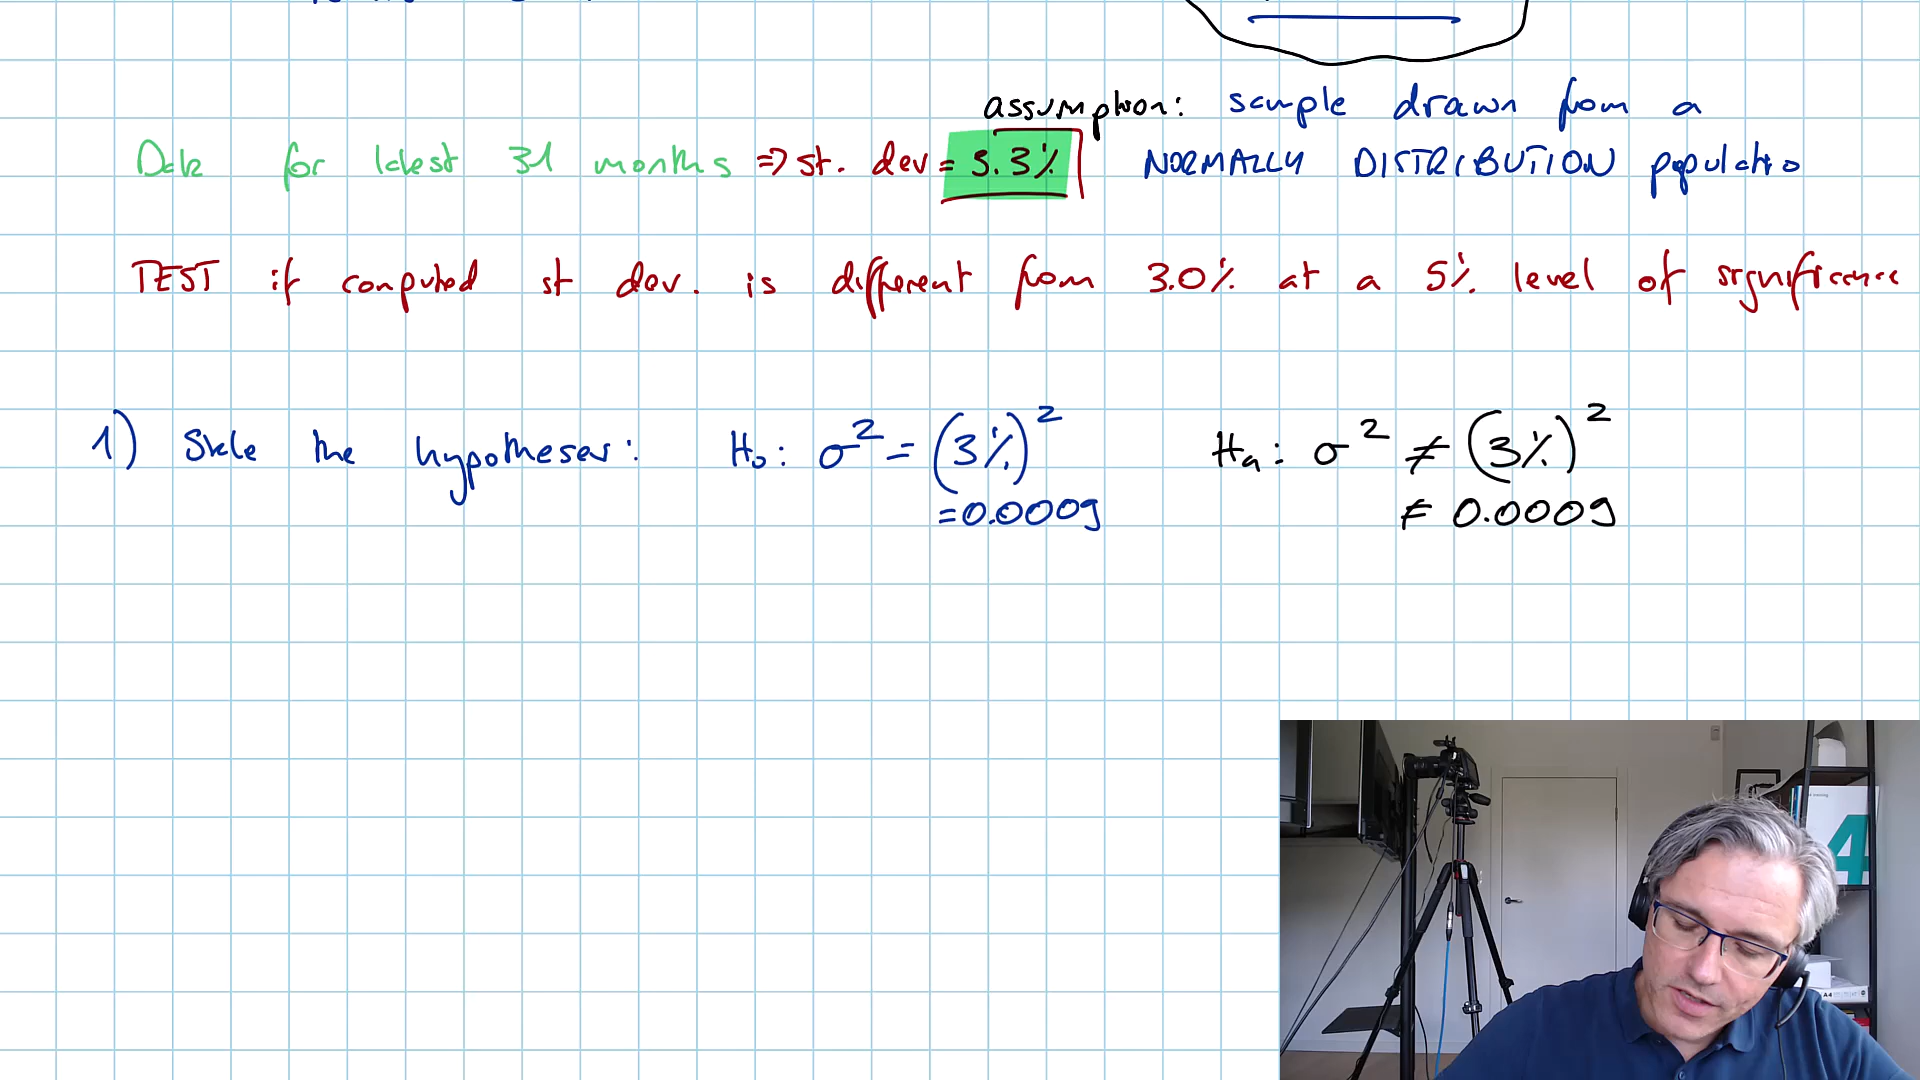 assumption: sample drawn from a
Data for latest 31 months => st. dev = 5.3% NORMALLY DISTRIBUTION populatio
TEST if computed st dev. is different from 3.0% at a 5% level of significance
1) State the hypotheses: H₀: σ² = (3%)² Hₐ: σ² ≠ (3%)²
=0.0009 ≠ 0.0009
4